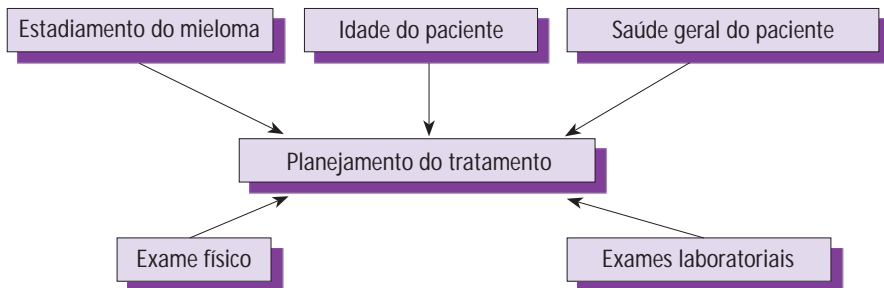 Estadiamento do mieloma
Idade do paciente
Saúde geral do paciente
Planejamento do tratamento
Exame físico
Exames laboratoriais